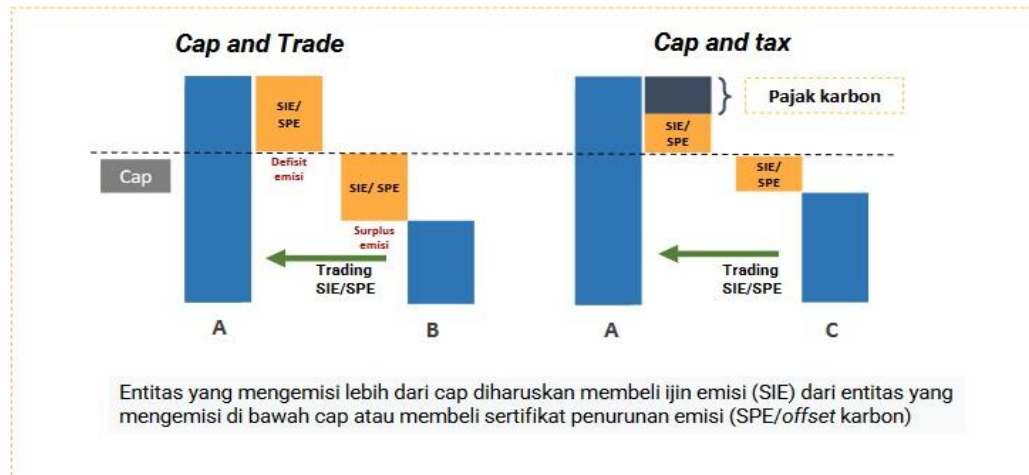 Cap and Trade
SIE/
SPE
Defisit
emisi
Cap
SIE/ SPE
Surplus
emisi
Trading
SIE/SPE
A
B
Cap and tax
Pajak karbon
SIE/
SPE
SIE/
SPE
Trading
SIE/SPE
A
C
Entitas yang mengemisi lebih dari cap diharuskan membeli ijin emisi (SIE) dari entitas yang
mengemisi di bawah cap atau membeli sertifikat penurunan emisi (SPE/offset karbon)